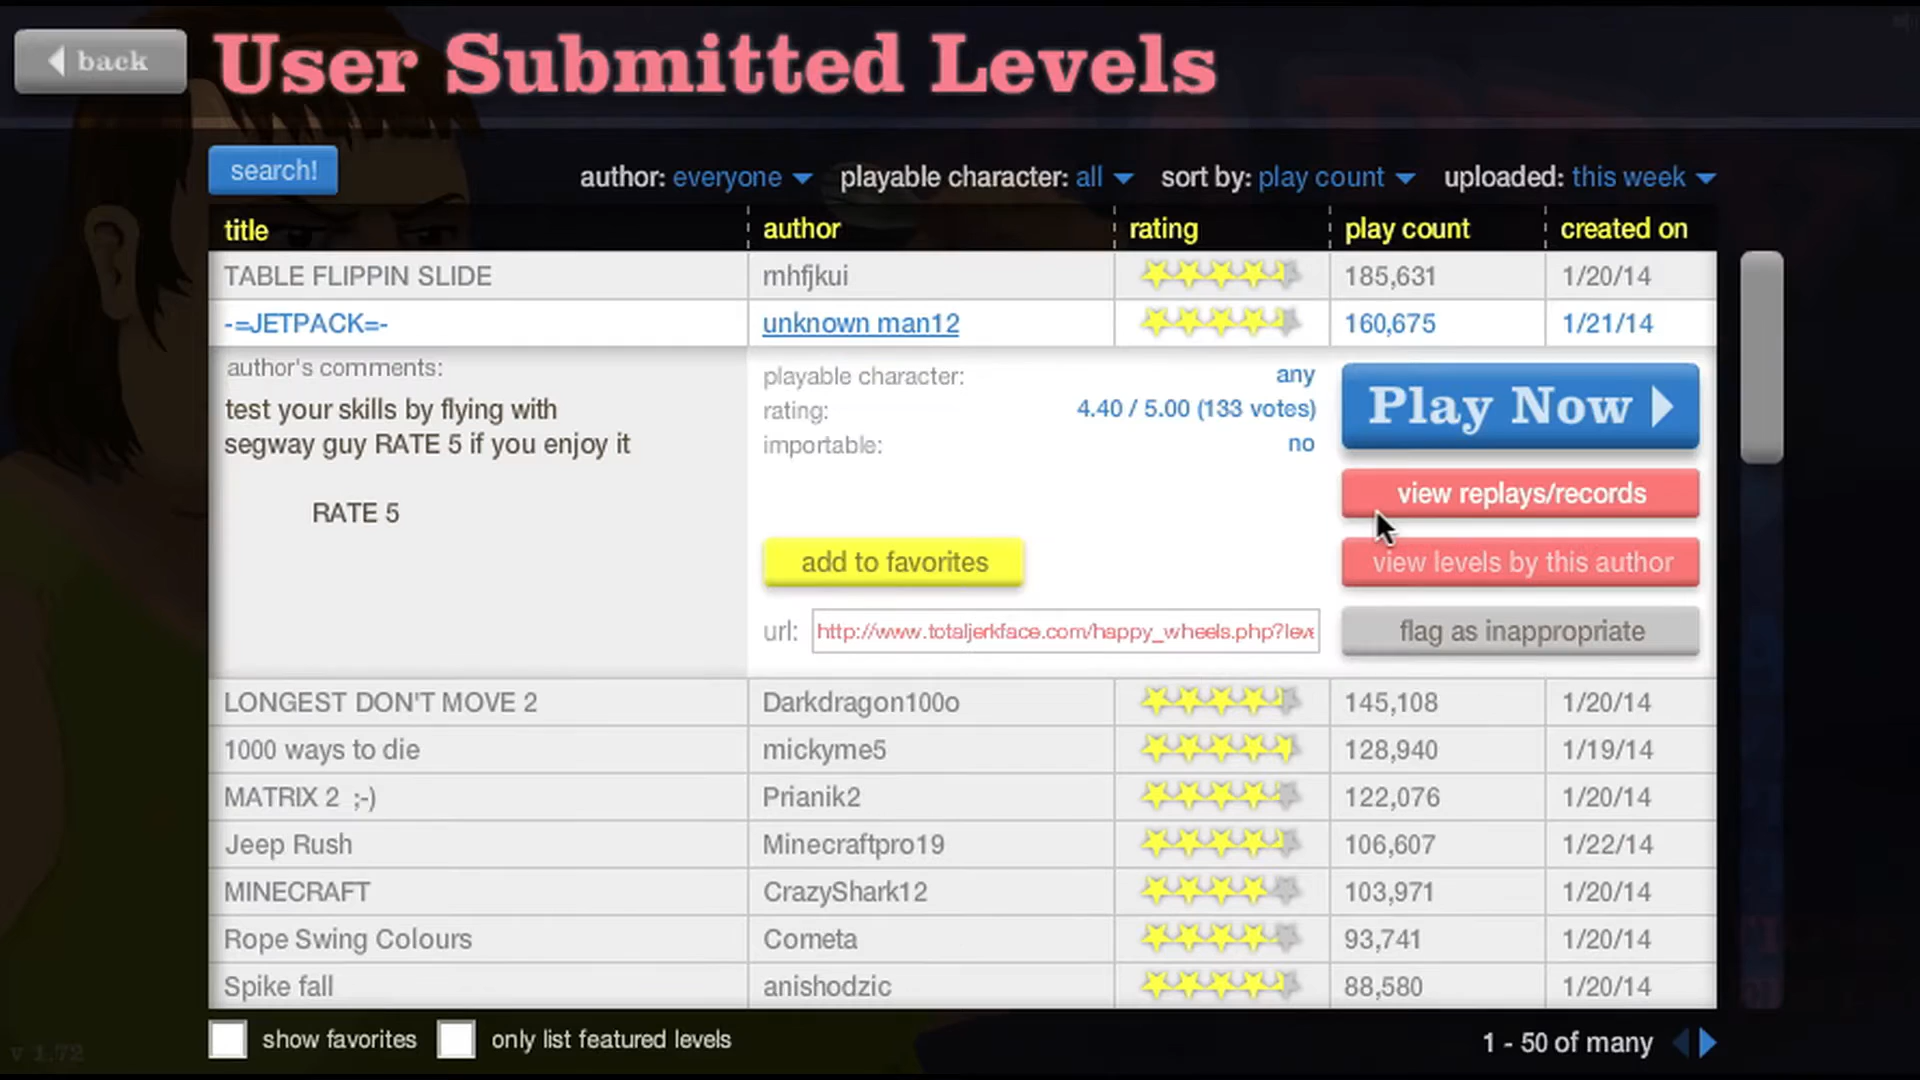 back
User Submitted Levels
search!
author: everyone playable character: all sort by: play count uploaded: this week
title author rating play count created on
TABLE FLIPPIN SLIDE mhfjkui 185,631 1/20/14
-=JETPACK=- unknown man12 160,675 1/21/14
author's comments:
test your skills by flying with
segway guy RATE 5 if you enjoy it
RATE 5
playable character: any
rating: 4.40 / 5.00 (133 votes)
importable: no
add to favorites
url: http://www.totaljerkface.com/happy_wheels.php?leve
Play Now
view replays/records
view levels by this author
flag as inappropriate
LONGEST DON'T MOVE 2 Darkdragon100o 145,108 1/20/14
1000 ways to die mickyme5 128,940 1/19/14
MATRIX 2 ;-) Prianik2 122,076 1/20/14
Jeep Rush Minecraftpro19 106,607 1/22/14
MINECRAFT CrazyShark12 103,971 1/20/14
Rope Swing Colours Cometa 93,741 1/20/14
Spike fall anishodzic 88,580 1/20/14
show favorites only list featured levels 1 - 50 of many
v 1.72